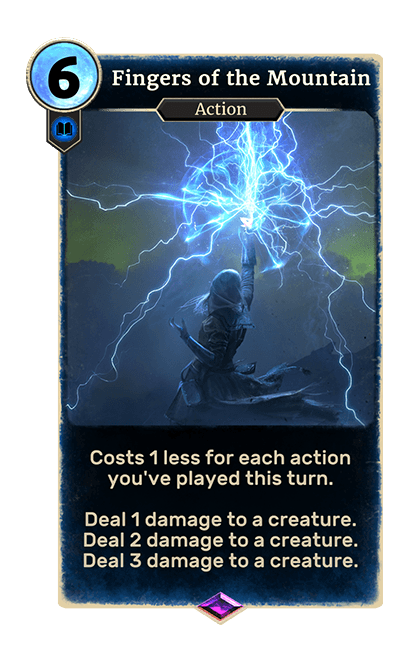 6
Fingers of the Mountain
Action
Costs 1 less for each action
you've played this turn.
Deal 1 damage to a creature.
Deal 2 damage to a creature.
Deal 3 damage to a creature.